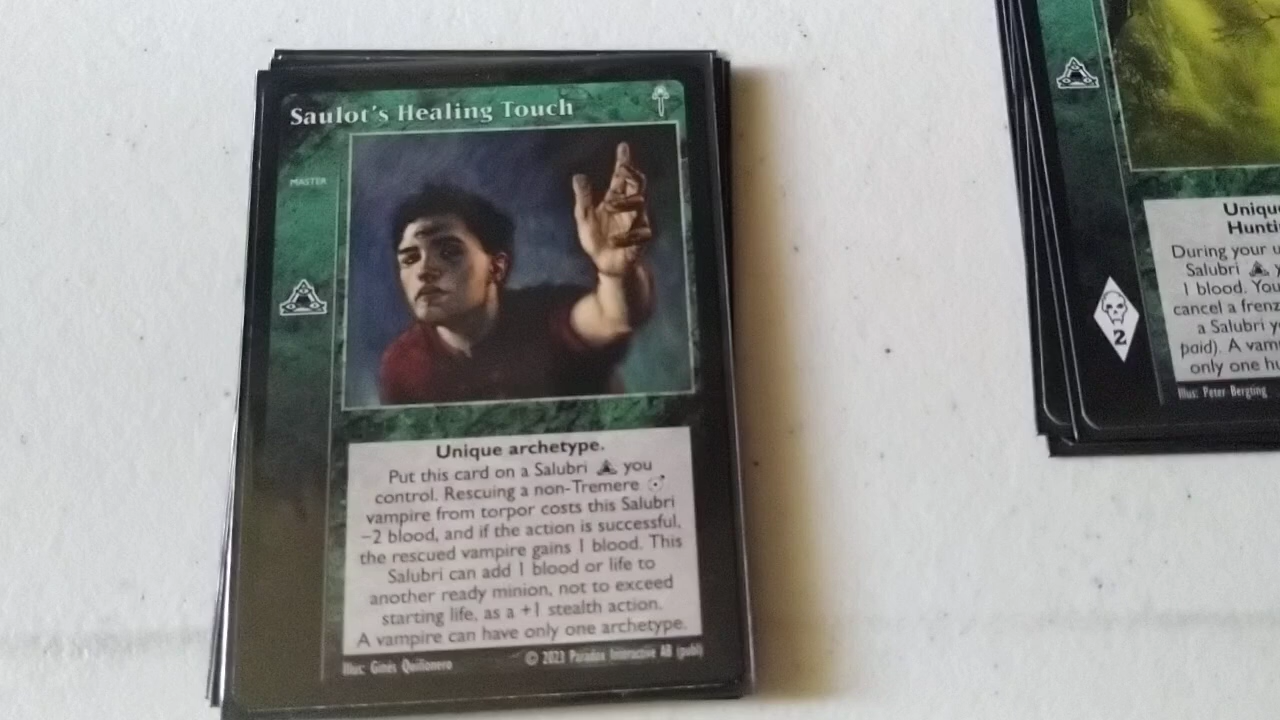 Saulot's Healing Touch
MASTER
Unique archetype.
Put this card on a Salubri you
control. Rescuing a non-Tremere
vampire from torpor costs this Salubri
−2 blood, and if the action is successful,
the rescued vampire gains 1 blood. This
Salubri can add 1 blood or life to
another ready minion, not to exceed
starting life, as a +1 stealth action.
A vampire can have only one archetype.
Illus: Ginés Quiñonero
© 2023 Paradox Interactive AB (publ)
Unique
Hunti
During your u
Salubri y
1 blood. You
cancel a frenz
a Salubri y
paid). A vam
only one hu
2
Illus: Peter Bergting